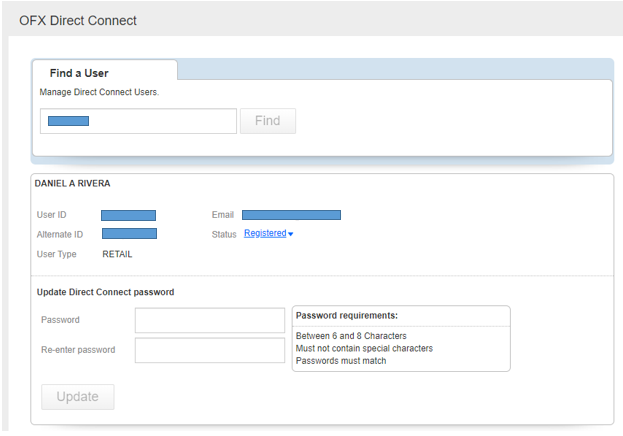 OFX Direct Connect
Find a User
Manage Direct Connect Users.
Find
DANIEL A RIVERA
User ID
Email
Alternate ID
Status Registered
User Type RETAIL
Update Direct Connect password
Password
Re-enter password
Password requirements:
Between 6 and 8 Characters
Must not contain special characters
Passwords must match
Update